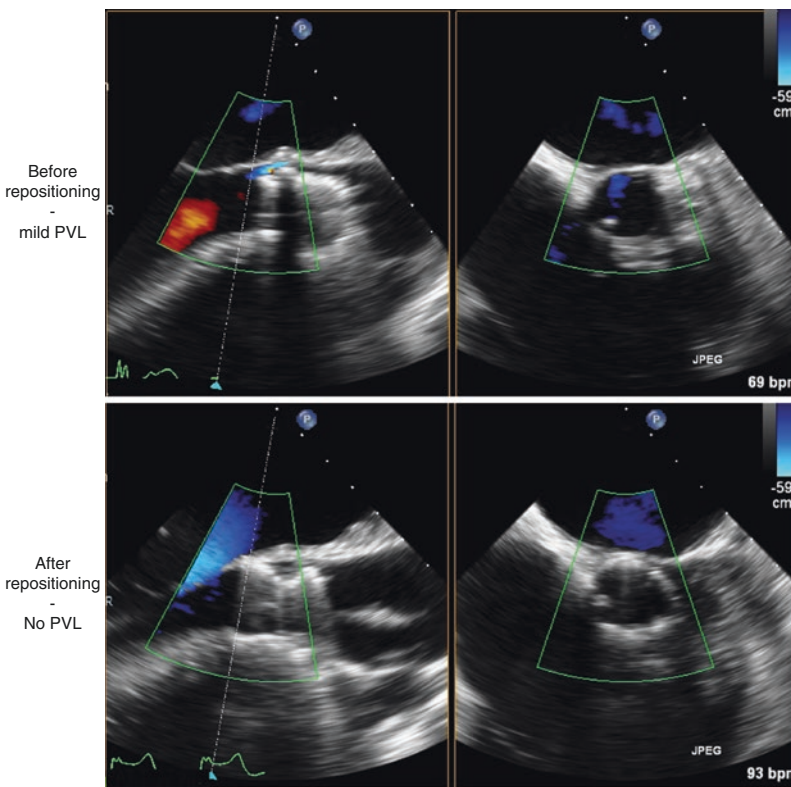 P
P
-59
cm
Before
repositioning
-
mild PVL
R
JPEG
69 bpm
P
P
-59
cm
After
repositioning
-
No PVL
R
JPEG
93 bpm